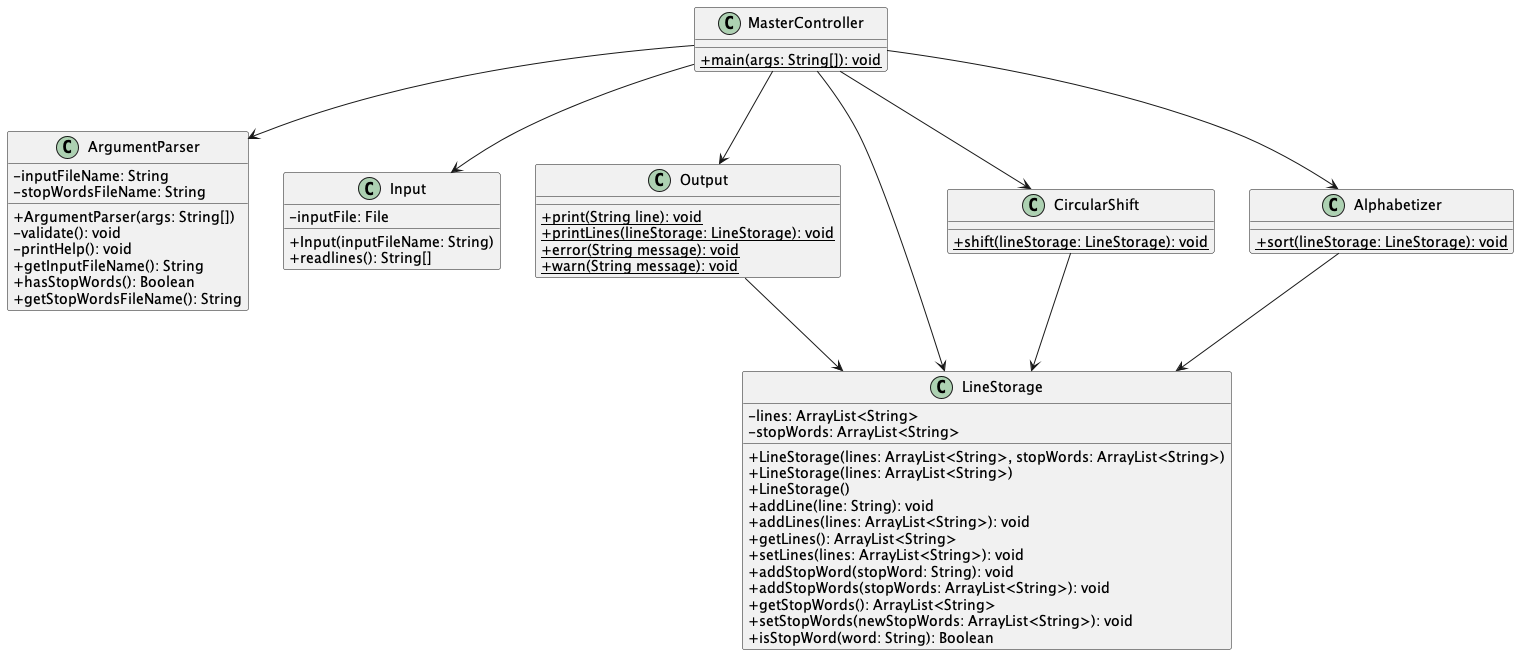 C MasterController
+main(args: String[]): void
C ArgumentParser
-inputFileName: String
-stopWordsFileName: String
+ArgumentParser(args: String[])
-validate(): void
-printHelp(): void
+getInputFileName(): String
+hasStopWords(): Boolean
+getStopWordsFileName(): String
C Input
-inputFile: File
+Input(inputFileName: String)
+readlines(): String[]
C Output
+print(String line): void
+printLines(lineStorage: LineStorage): void
+error(String message): void
+warn(String message): void
C CircularShift
+shift(lineStorage: LineStorage): void
C Alphabetizer
+sort(lineStorage: LineStorage): void
C LineStorage
-lines: ArrayList<String>
-stopWords: ArrayList<String>
+LineStorage(lines: ArrayList<String>, stopWords: ArrayList<String>)
+LineStorage(lines: ArrayList<String>)
+LineStorage()
+addLine(line: String): void
+addLines(lines: ArrayList<String>): void
+getLines(): ArrayList<String>
+setLines(lines: ArrayList<String>): void
+addStopWord(stopWord: String): void
+addStopWords(stopWords: ArrayList<String>): void
+getStopWords(): ArrayList<String>
+setStopWords(newStopWords: ArrayList<String>): void
+isStopWord(word: String): Boolean